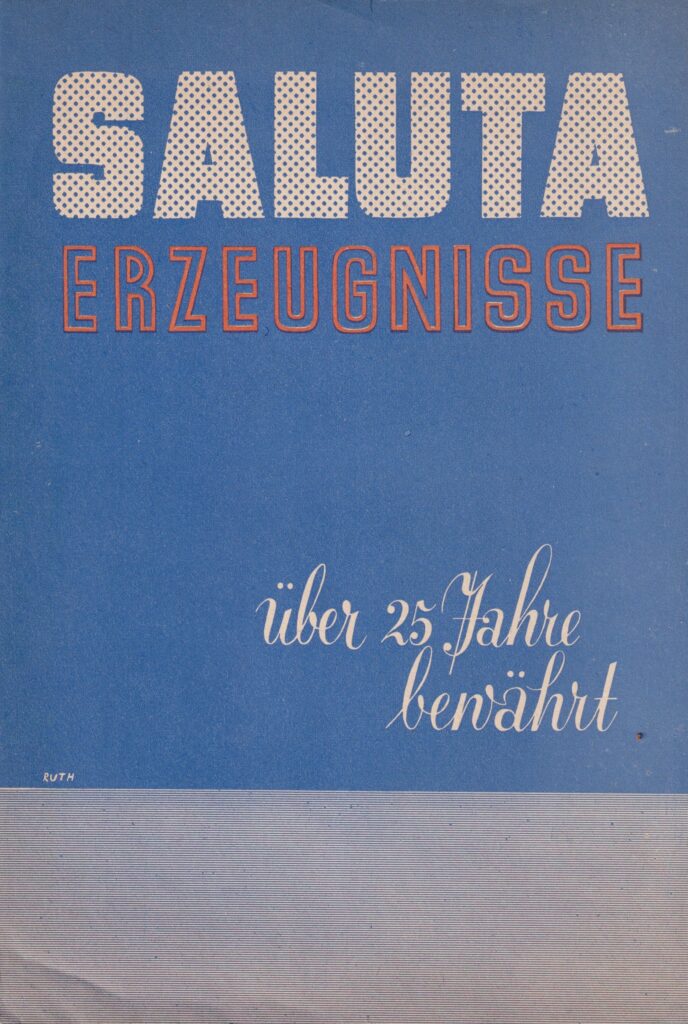 SALUTA
ERZEUGNISSE
über 25 Jahre
bewährt
RUTH